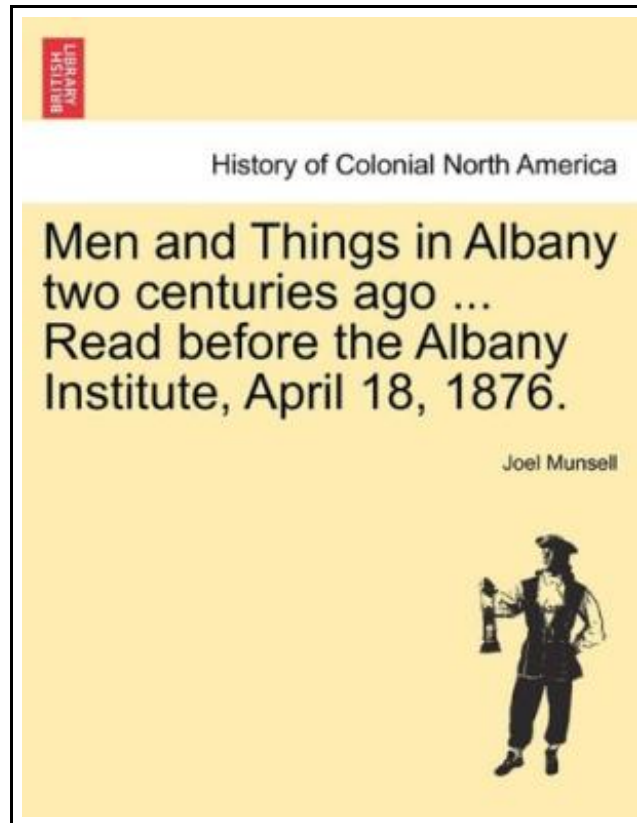 BRITISH
LIBRARY
History of Colonial North America
Men and Things in Albany
two centuries ago ...
Read before the Albany
Institute, April 18, 1876.
Joel Munsell